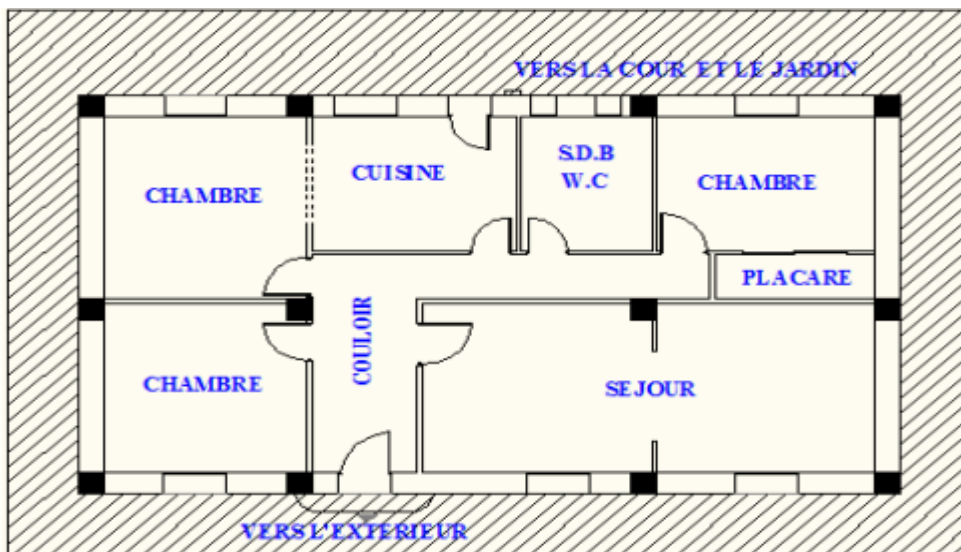 VERS LA COUR ET LE JARDIN
S.D.B
W.C
CUISINE
CHAMBRE
CHAMBRE
PLACARE
COULOIR
CHAMBRE
SEJOUR
VERS L'EXTERIEUR